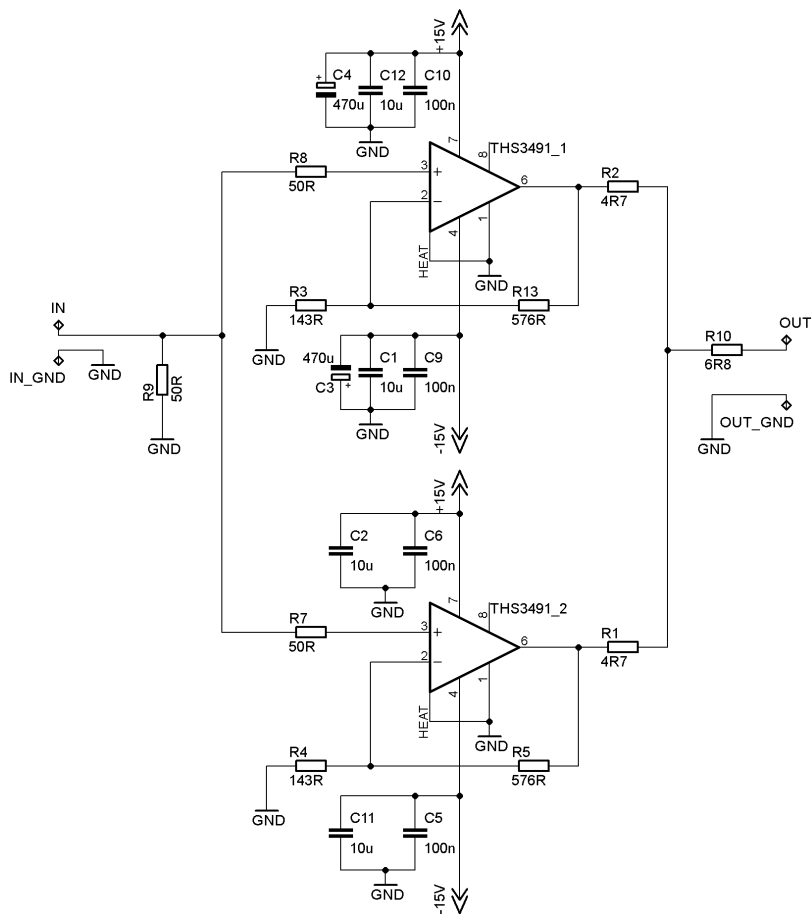 +15V
+
C4
470u
C12
10u
C10
100n
GND
7
8
THS3491_1
R8
50R
3
+
2
−
6
4
1
HEAT
GND
R2
4R7
R3
143R
R13
576R
GND
IN
IN_GND
GND
R9
50R
GND
470u
C3
+
C1
10u
C9
100n
GND
-15V
R10
6R8
OUT
OUT_GND
GND
+15V
C2
10u
C6
100n
GND
7
8
THS3491_2
R7
50R
3
+
2
−
6
4
1
HEAT
GND
R1
4R7
R4
143R
R5
576R
GND
C11
10u
C5
100n
GND
-15V